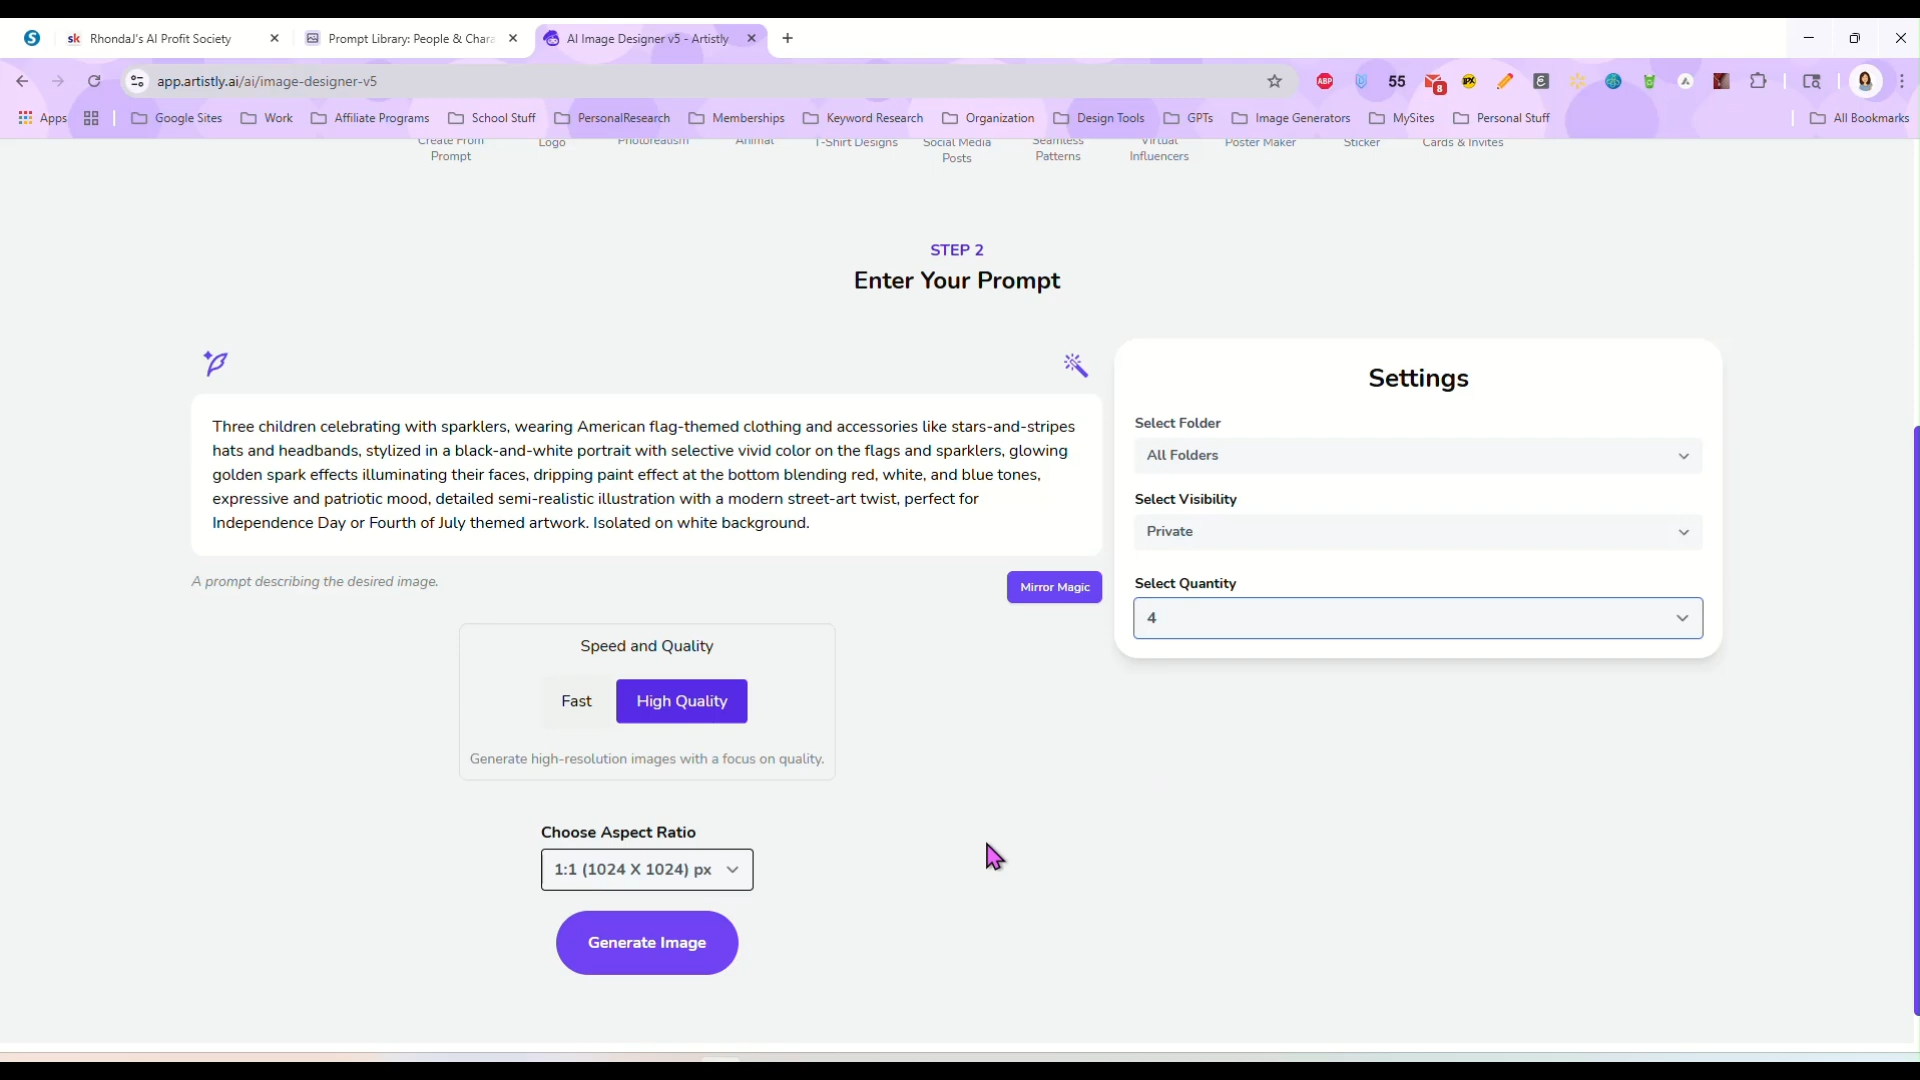 RhondaJ's AI Profit Society
Prompt Library: People & Chara
AI Image Designer v5 - Artistly
app.artistly.ai/ai/image-designer-v5
ABP
55
8
Apps
Google Sites
Work
Affiliate Programs
School Stuff
PersonalResearch
Memberships
Keyword Research
Organization
Design Tools
GPTs
Image Generators
MySites
Personal Stuff
All Bookmarks
Create From
Prompt
Logo
Photorealism
Animal
T-Shirt Designs
Social Media
Posts
Seamless
Patterns
Virtual
Influencers
Poster Maker
Sticker
Cards & Invites
STEP 2
Enter Your Prompt
Three children celebrating with sparklers, wearing American flag-themed clothing and accessories like stars-and-stripes
hats and headbands, stylized in a black-and-white portrait with selective vivid color on the flags and sparklers, glowing
golden spark effects illuminating their faces, dripping paint effect at the bottom blending red, white, and blue tones,
expressive and patriotic mood, detailed semi-realistic illustration with a modern street-art twist, perfect for
Independence Day or Fourth of July themed artwork. Isolated on white background.
A prompt describing the desired image.
Mirror Magic
Speed and Quality
Fast
High Quality
Generate high-resolution images with a focus on quality.
Choose Aspect Ratio
1:1 (1024 X 1024) px
Generate Image
Settings
Select Folder
All Folders
Select Visibility
Private
Select Quantity
4